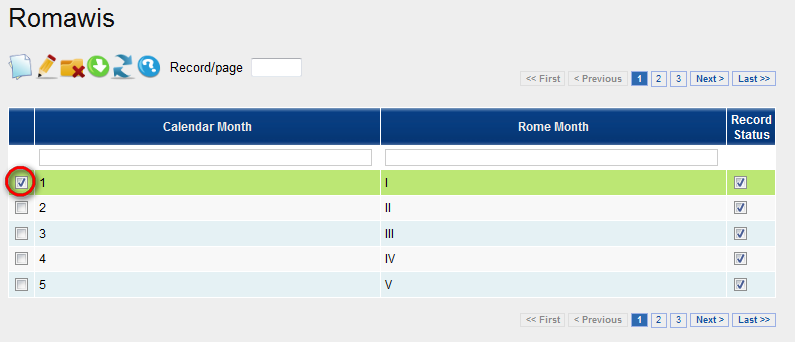 Romawis
Record/page
<< First < Previous 1 2 3 Next > Last >>
Calendar Month Rome Month Record Status
1 I
2 II
3 III
4 IV
5 V
<< First < Previous 1 2 3 Next > Last >>